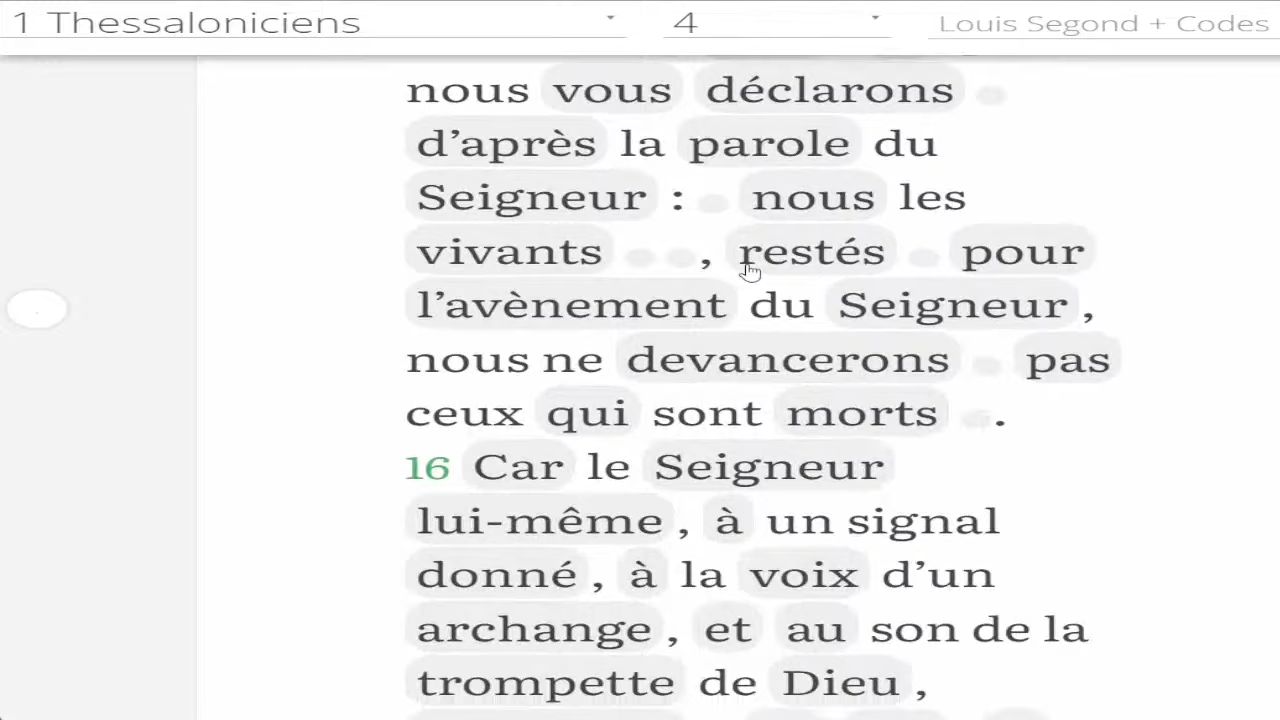 1 Thessaloniciens 4 Louis Segond + Codes
nous vous déclarons
d’après la parole du
Seigneur : nous les
vivants , restés pour
l’avènement du Seigneur,
nous ne devancerons pas
ceux qui sont morts .
16 Car le Seigneur
lui-même, à un signal
donné, à la voix d’un
archange, et au son de la
trompette de Dieu,